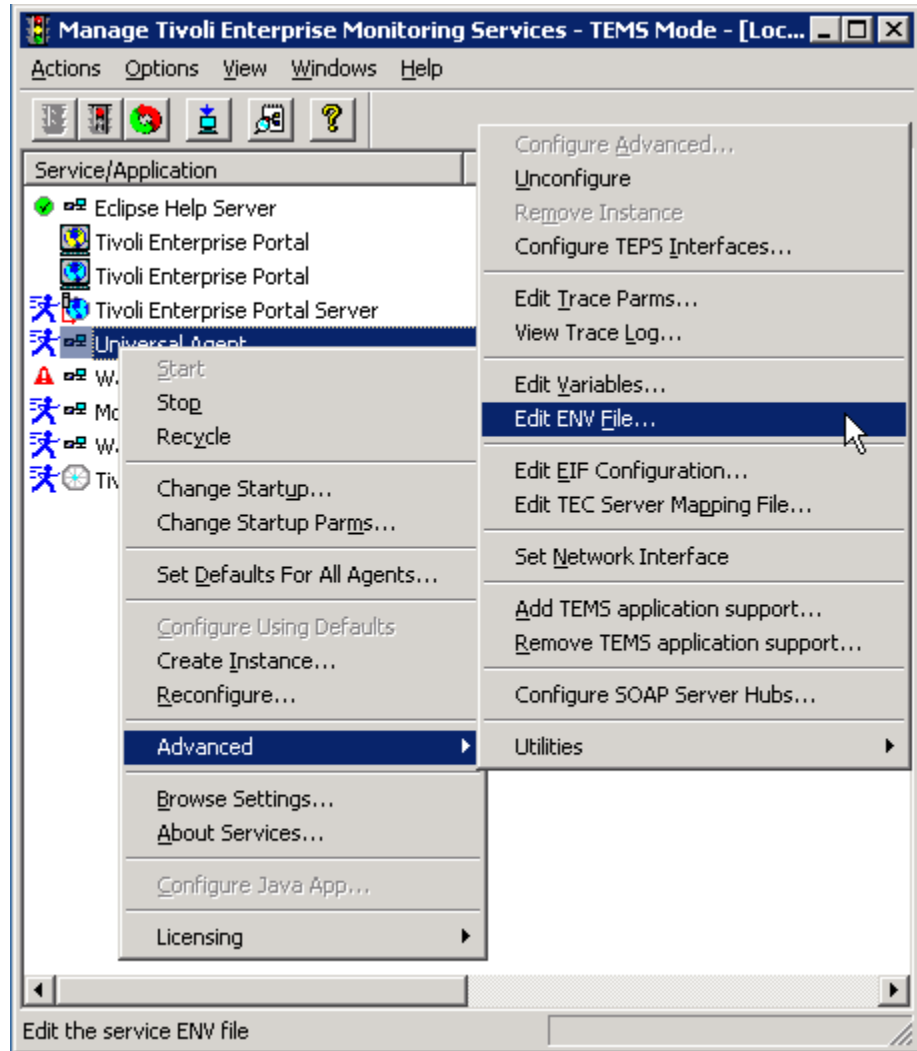 Manage Tivoli Enterprise Monitoring Services - TEMS Mode - [Loc...
Actions Options View Windows Help
Service/Application
Eclipse Help Server
Tivoli Enterprise Portal
Tivoli Enterprise Portal
Tivoli Enterprise Portal Server
Universal Agent
Start
Stop
Recycle
Change Startup...
Change Startup Parms...
Set Defaults For All Agents...
Configure Using Defaults
Create Instance...
Reconfigure...
Advanced
Browse Settings...
About Services...
Configure Java App...
Licensing
Configure Advanced...
Unconfigure
Remove Instance
Configure TEPS Interfaces...
Edit Trace Parms...
View Trace Log...
Edit Variables...
Edit ENV File...
Edit EIF Configuration...
Edit TEC Server Mapping File...
Set Network Interface
Add TEMS application support...
Remove TEMS application support...
Configure SOAP Server Hubs...
Utilities
Edit the service ENV file